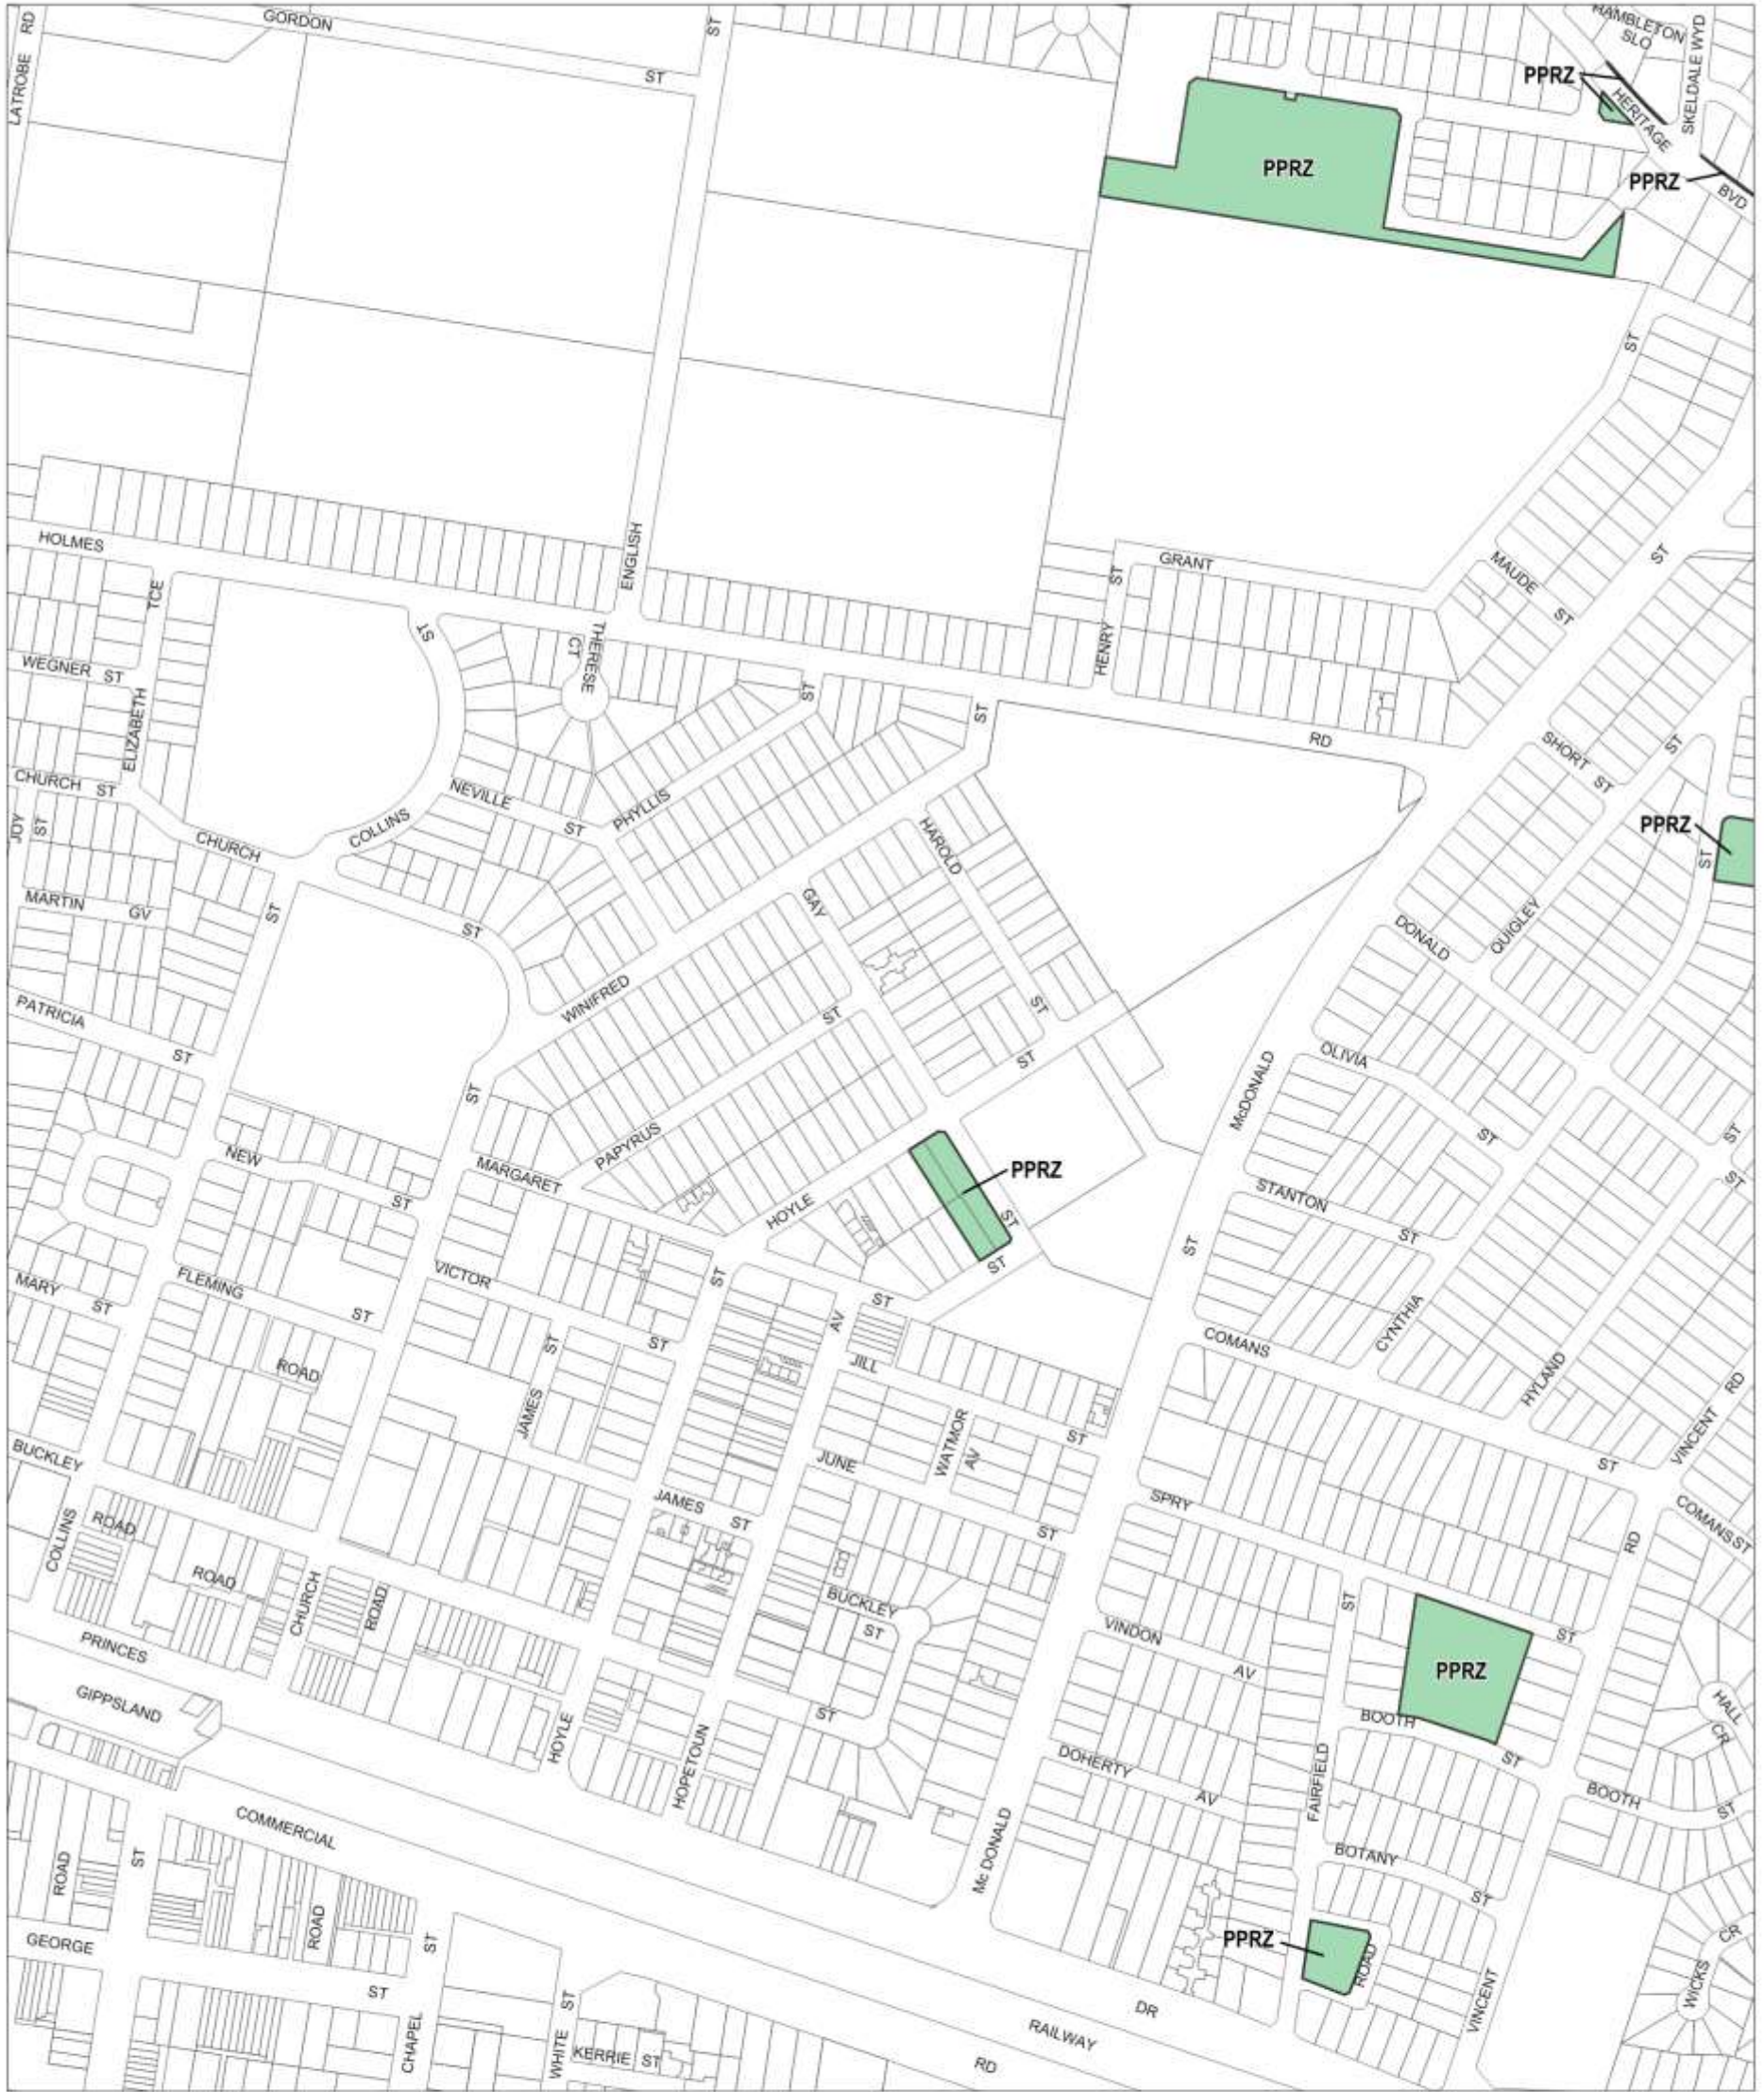 GORDON
ST
ST
LATROBE RD
HAMBLETON
SLO
SKELDALE WYD
PPRZ
HERITAGE
PPRZ
PPRZ
BVD
ST
HOLMES
TCE
ENGLISH
ST
GRANT
MAUDE
ST
ST
WEGNER ST
ELIZABETH
ST
THERESE
CT
HENRY
ST
ST
RD
SHORT ST
ST
CHURCH ST
JOY
ST
CHURCH
COLLINS
NEVILLE
ST
PHYLLIS
HAROLD
PPRZ
ST
MARTIN GV
ST
ST
GAY
DONALD
QUIGLEY
PATRICIA
ST
WINIFRED
ST
ST
ST
OLIVIA
ST
McDONALD
ST
ST
ST
NEW
ST
MARGARET
PAPYRUS
PPRZ
HOYLE
ST
ST
STANTON
ST
ST
MARY
ST
FLEMING
ST
VICTOR
ST
ST
ST
AV
COMANS
CYNTHIA
ROAD
ST
JAMES
ST
JILL
ST
HYLAND
VINCENT RD
BUCKLEY
JUNE
WATMOR
AV
ST
ST
SPRY
COLLINS
ROAD
JAMES
ST
ST
COMANS ST
RD
ROAD
CHURCH
ROAD
BUCKLEY
ST
VINDON
AV
ST
ST
PPRZ
PRINCES
GIPPSLAND
HOYLE
HOPETOUN
ST
BOOTH
ST
HALL
CR
DOHERTY
AV
FAIRFIELD
BOOTH
ST
COMMERCIAL
ROAD
ST
Mc DONALD
BOTANY
ST
ROAD
GEORGE
ST
ST
PPRZ
ROAD
CR
WICKS
CHAPEL
ST
WHITE
KERRIE ST
DR
RAILWAY
RD
VINCENT